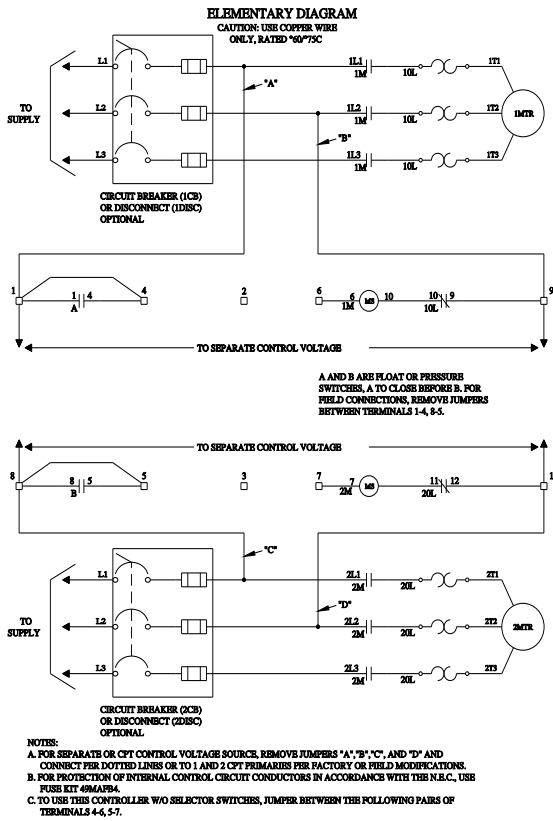 ELEMENTARY DIAGRAM
CAUTION: USE COPPER WIRE
ONLY, RATED °60/°75C
L1
1L1
1M
10L
1T1
"A"
TO
SUPPLY
L2
1L2
1M
10L
1T2
1MTR
"B"
L3
1L3
1M
10L
1T3
CIRCUIT BREAKER (1CB)
OR DISCONNECT (1DISC)
OPTIONAL
1
1
4
A
4
2
6
6
1M
MS
10
10
9
10L
9
TO SEPARATE CONTROL VOLTAGE
A AND B ARE FLOAT OR PRESSURE
SWITCHES, A TO CLOSE BEFORE B. FOR
FIELD CONNECTIONS, REMOVE JUMPERS
BETWEEN TERMINALS 1-4, 8-5.
TO SEPARATE CONTROL VOLTAGE
8
8
5
B
5
3
7
7
2M
MS
11
12
20L
1
"C"
L1
2L1
2M
20L
2T1
"D"
TO
SUPPLY
L2
2L2
2M
20L
2T2
2MTR
L3
2L3
2M
20L
2T3
CIRCUIT BREAKER (2CB)
OR DISCONNECT (2DISC)
OPTIONAL
NOTES:
A. FOR SEPARATE OR CPT CONTROL VOLTAGE SOURCE, REMOVE JUMPERS "A","B","C", AND "D" AND
CONNECT PER DOTTED LINES OR TO 1 AND 2 CPT PRIMARIES PER FACTORY OR FIELD MODIFICATIONS.
B. FOR PROTECTION OF INTERNAL CONTROL CIRCUIT CONDUCTORS IN ACCORDANCE WITH THE N.E.C., USE
FUSE KIT 49MAFB4.
C. TO USE THIS CONTROLLER W/O SELECTOR SWITCHES, JUMPER BETWEEN THE FOLLOWING PAIRS OF
TERMINALS 4-6, 5-7.